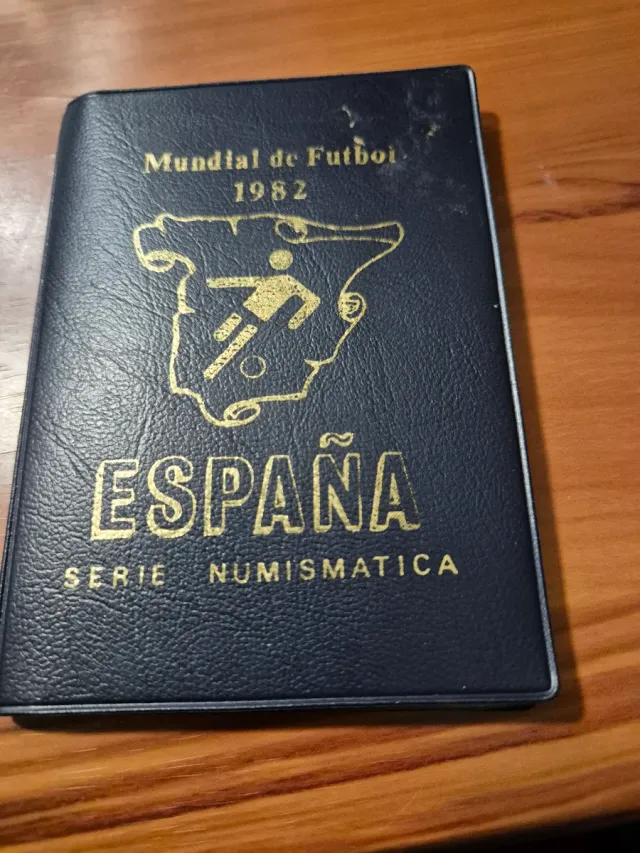 Mundial de Futbol
1982
ESPAÑA
SERIE NUMISMATICA